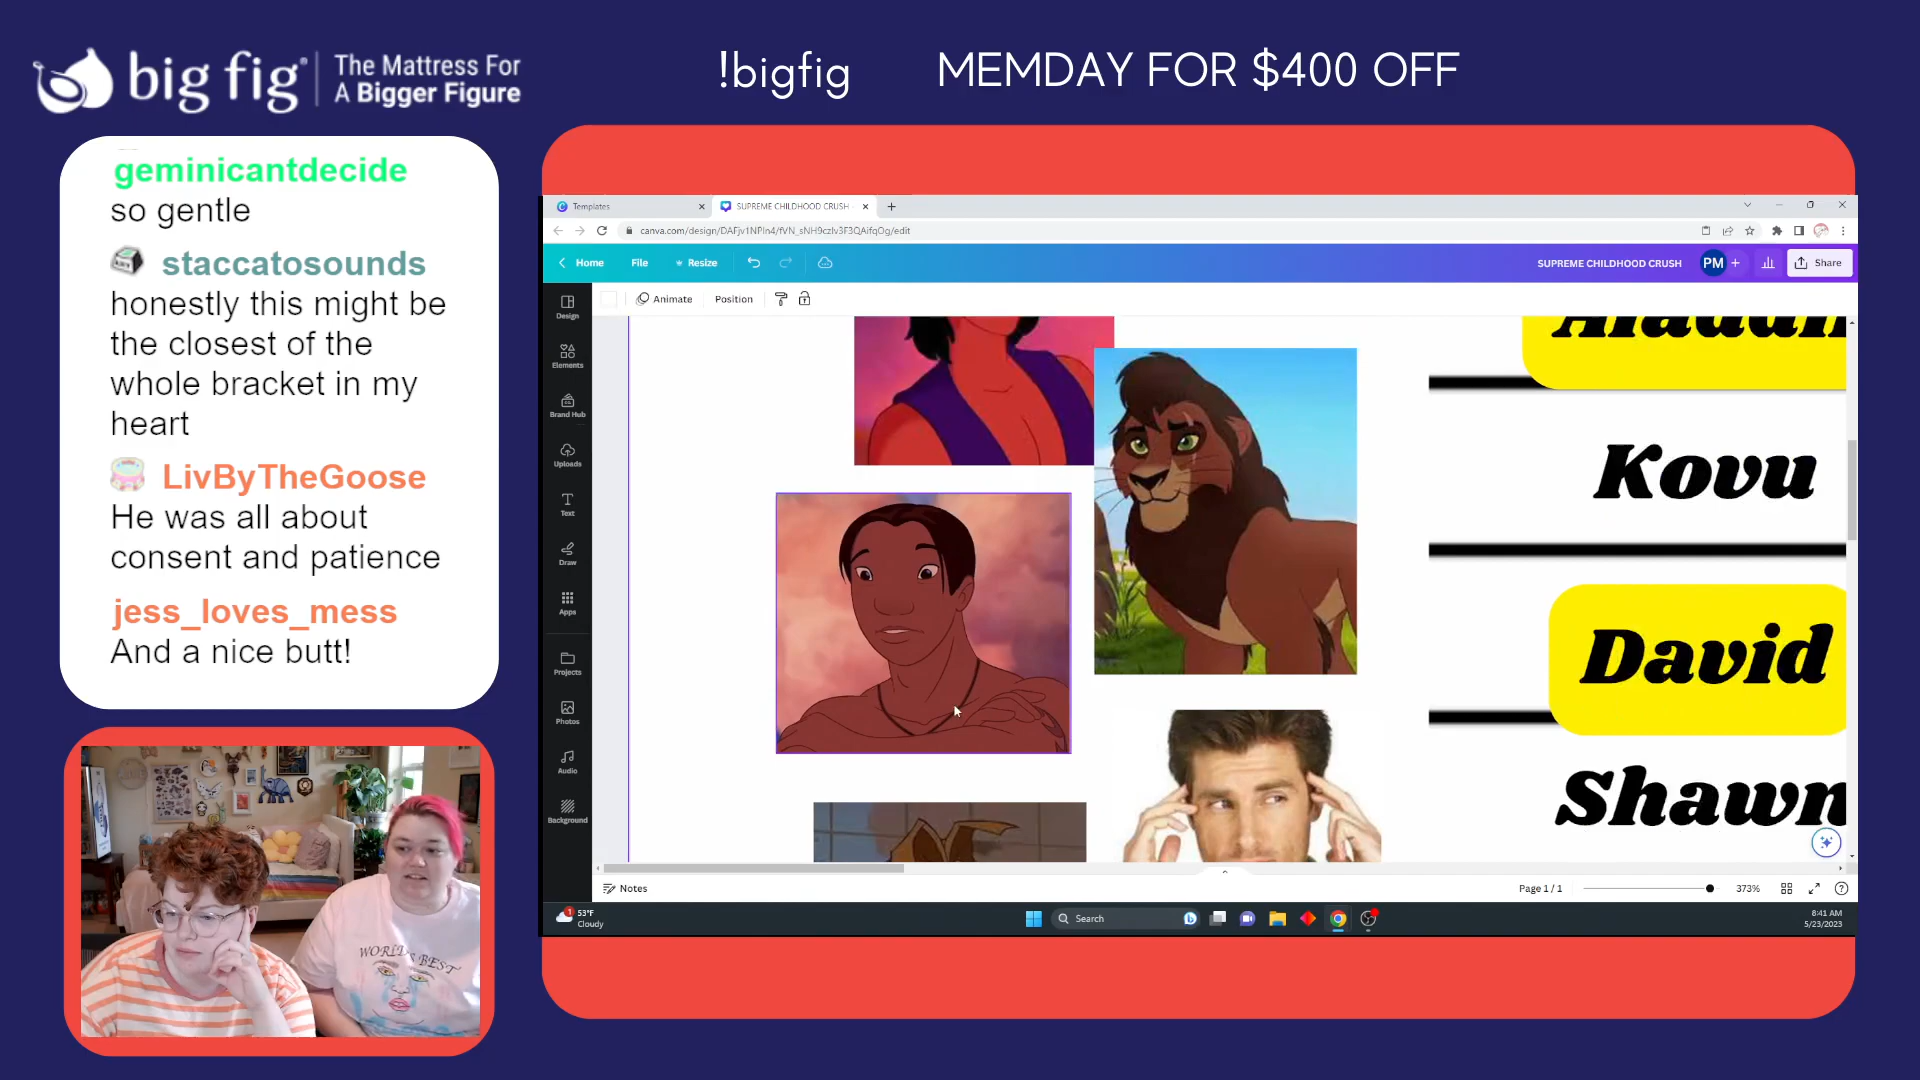 big fig
The Mattress For
A Bigger Figure
!bigfig
MEMDAY FOR $400 OFF
geminicantdecide
so gentle
staccatosounds
honestly this might be
the closest of the
whole bracket in my
heart
LivByTheGoose
He was all about
consent and patience
jess_loves_mess
And a nice butt!
WORLD'S BEST
Templates
SUPREME CHILDHOOD CRUSH
Home
File
Resize
SUPREME CHILDHOOD CRUSH
PM
Share
Animate
Position
Design
Elements
Brand Hub
Uploads
Text
Draw
Apps
Projects
Photos
Audio
Background
Aladdin
Kovu
David
Shawn
Notes
Page 1 / 1
373%
53°F
Cloudy
Search
8:41 AM
5/23/2023